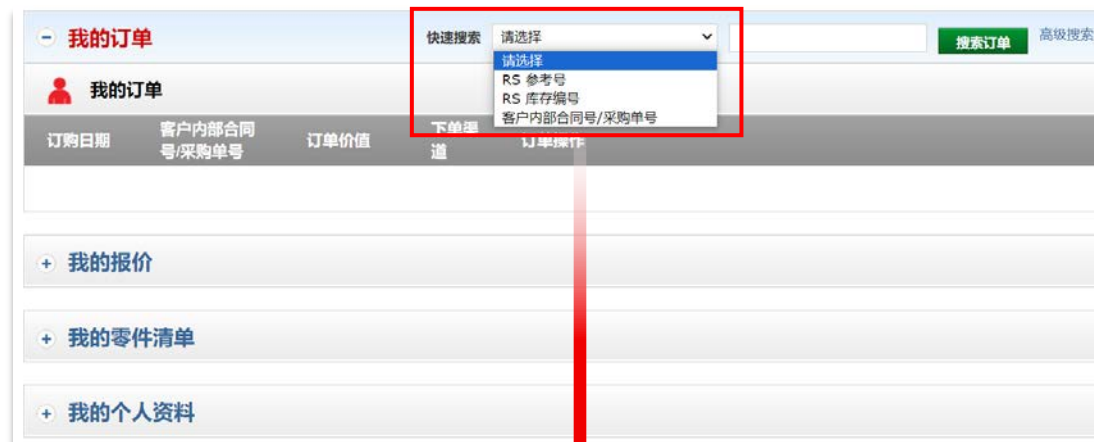 我的订单
快速搜索 请选择 搜索订单 高级搜索
请选择
RS 参考号
RS 库存编号
客户内部合同号/采购单号
我的订单
订购日期 客户内部合同号/采购单号 订单价值 下单渠道 订单操作
我的报价
我的零件清单
我的个人资料